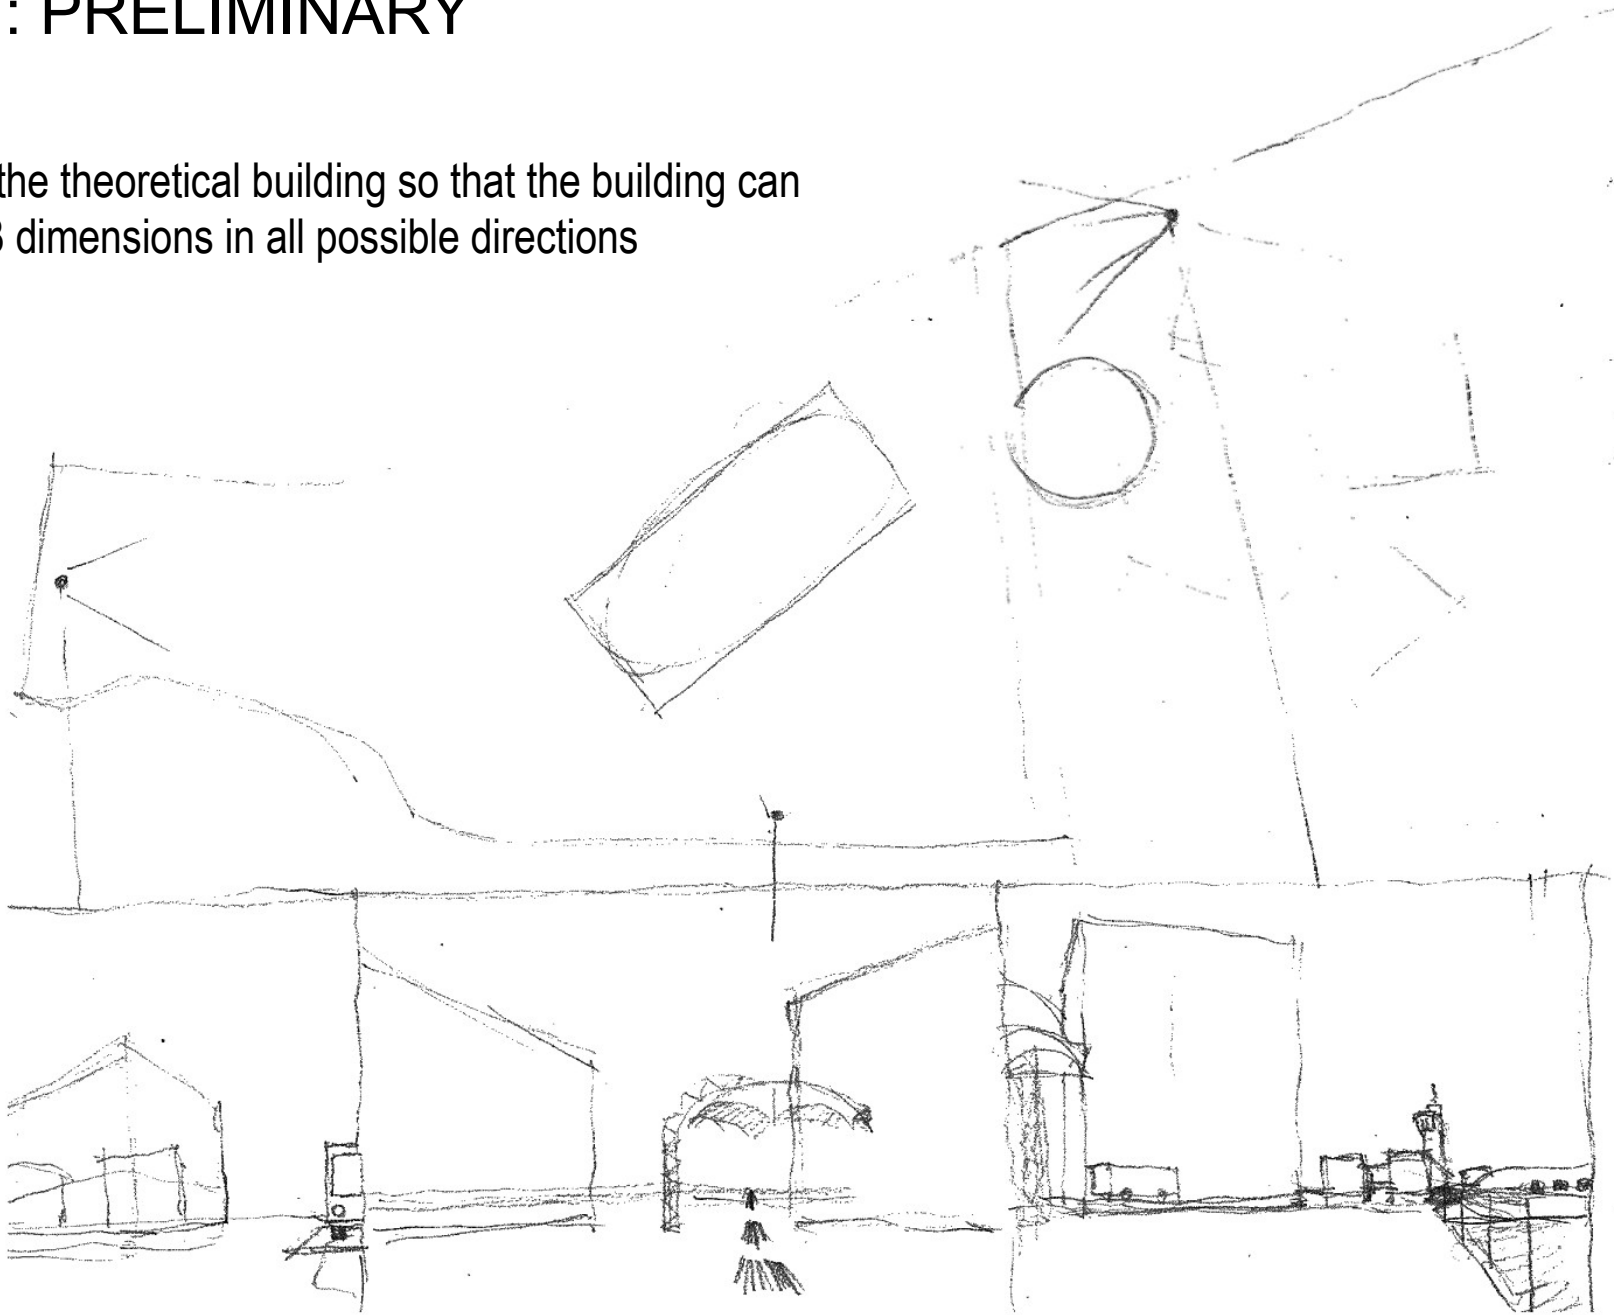 : PRELIMINARY
the theoretical building so that the building can
3 dimensions in all possible directions